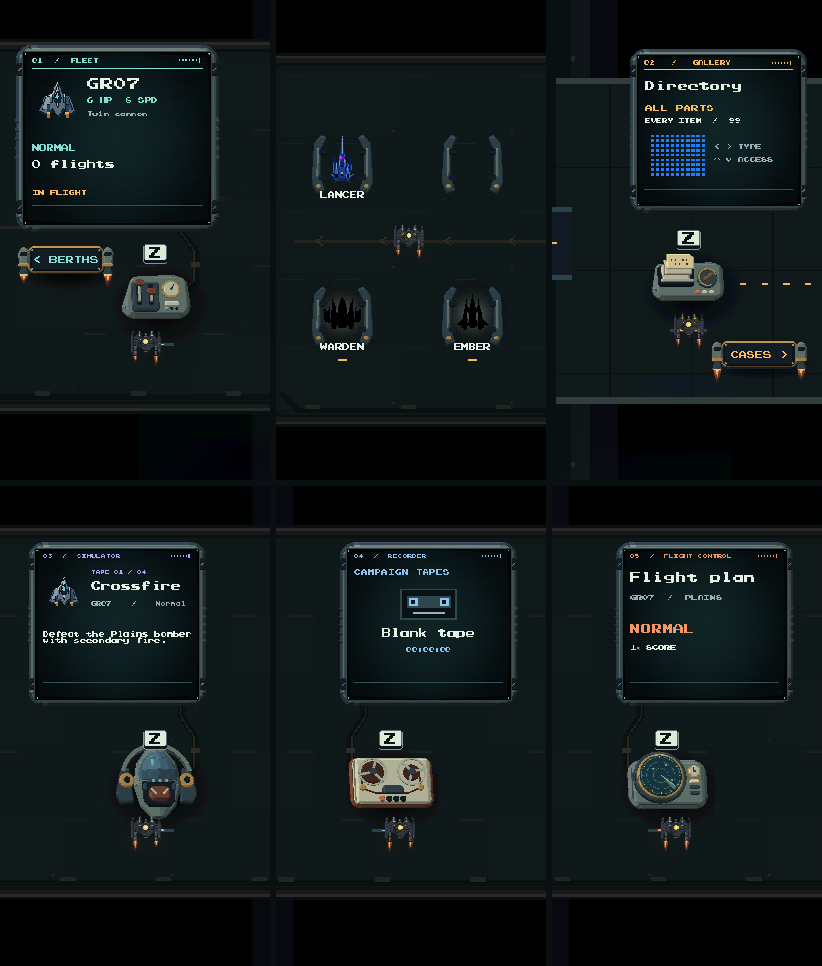 01 / FLEET
GR07
6 HP 6 SPD
Twin cannon
NORMAL
0 flights
IN FLIGHT
< BERTHS
Z
LANCER
WARDEN
EMBER
02 / GALLERY
Directory
ALL PARTS
EVERY ITEM / 99
< > TYPE
^ v ACCESS
Z
CASES >
03 / SIMULATOR
TAPE 01 / 04
Crossfire
GR07 / Normal
Defeat the Plains bomber
with secondary fire.
Z
04 / RECORDER
CAMPAIGN TAPES
Blank tape
00:00:00
Z
05 / FLIGHT CONTROL
Flight plan
GR07 / PLAINS
NORMAL
1x SCORE
Z